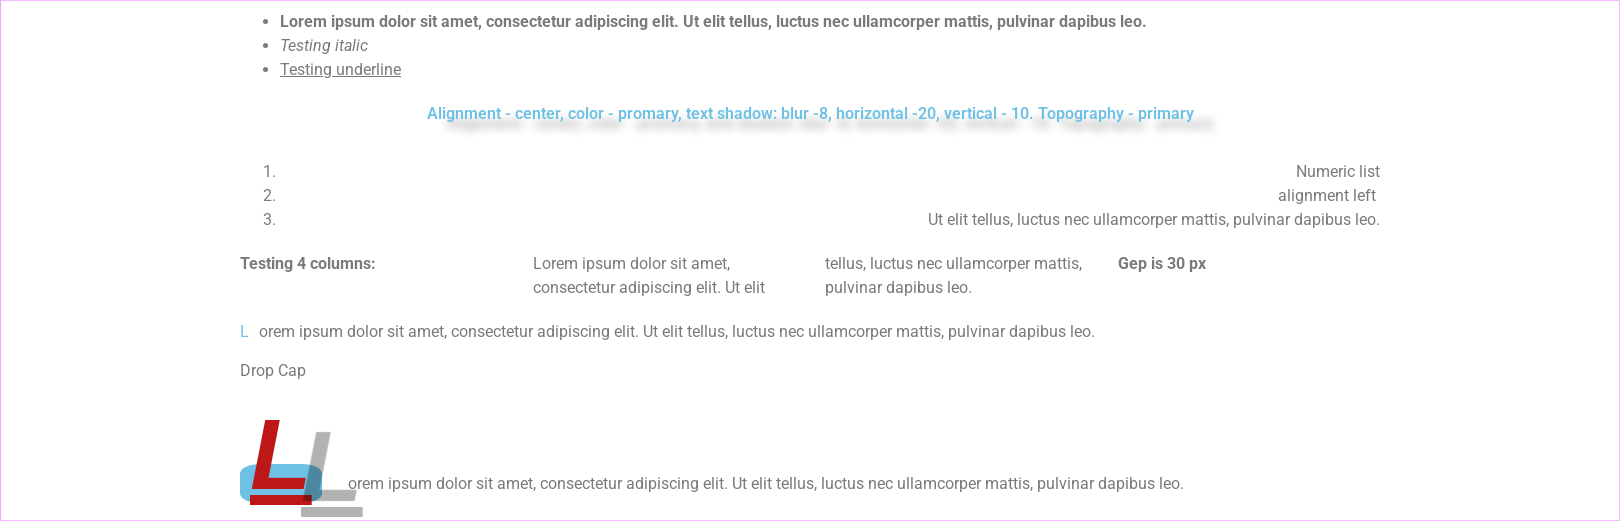 • Lorem ipsum dolor sit amet, consectetur adipiscing elit. Ut elit tellus, luctus nec ullamcorper mattis, pulvinar dapibus leo.
• Testing italic
• Testing underline
Alignment - center, color - promary, text shadow: blur -8, horizontal -20, vertical - 10. Topography - primary
1. Numeric list
2. alignment left
3. Ut elit tellus, luctus nec ullamcorper mattis, pulvinar dapibus leo.
Testing 4 columns:
Lorem ipsum dolor sit amet,
consectetur adipiscing elit. Ut elit
tellus, luctus nec ullamcorper mattis,
pulvinar dapibus leo.
Gep is 30 px
Lorem ipsum dolor sit amet, consectetur adipiscing elit. Ut elit tellus, luctus nec ullamcorper mattis, pulvinar dapibus leo.
Drop Cap
Lorem ipsum dolor sit amet, consectetur adipiscing elit. Ut elit tellus, luctus nec ullamcorper mattis, pulvinar dapibus leo.